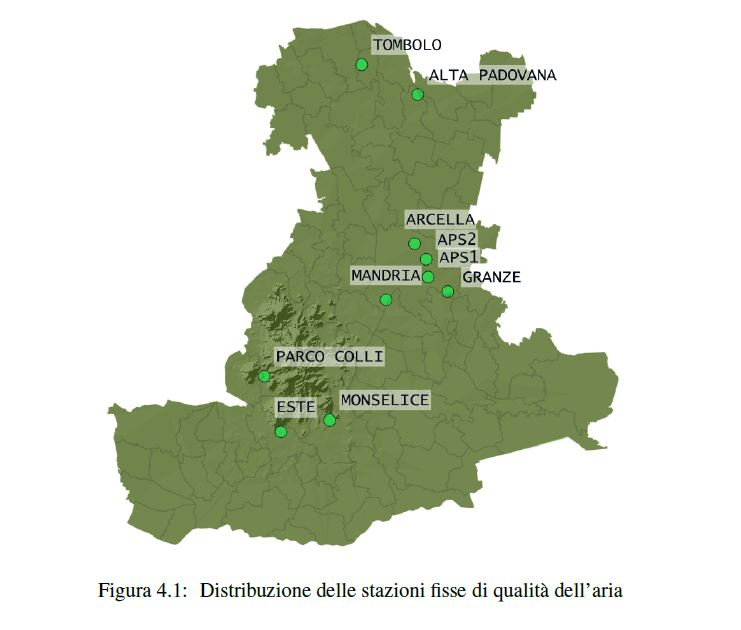 TOMBOLO
ALTA PADOVANA
ARCELLA
APS2
APS1
MANDRIA
GRANZE
PARCO COLLI
ESTE
MONSELICE
Figura 4.1: Distribuzione delle stazioni fisse di qualità dell'aria